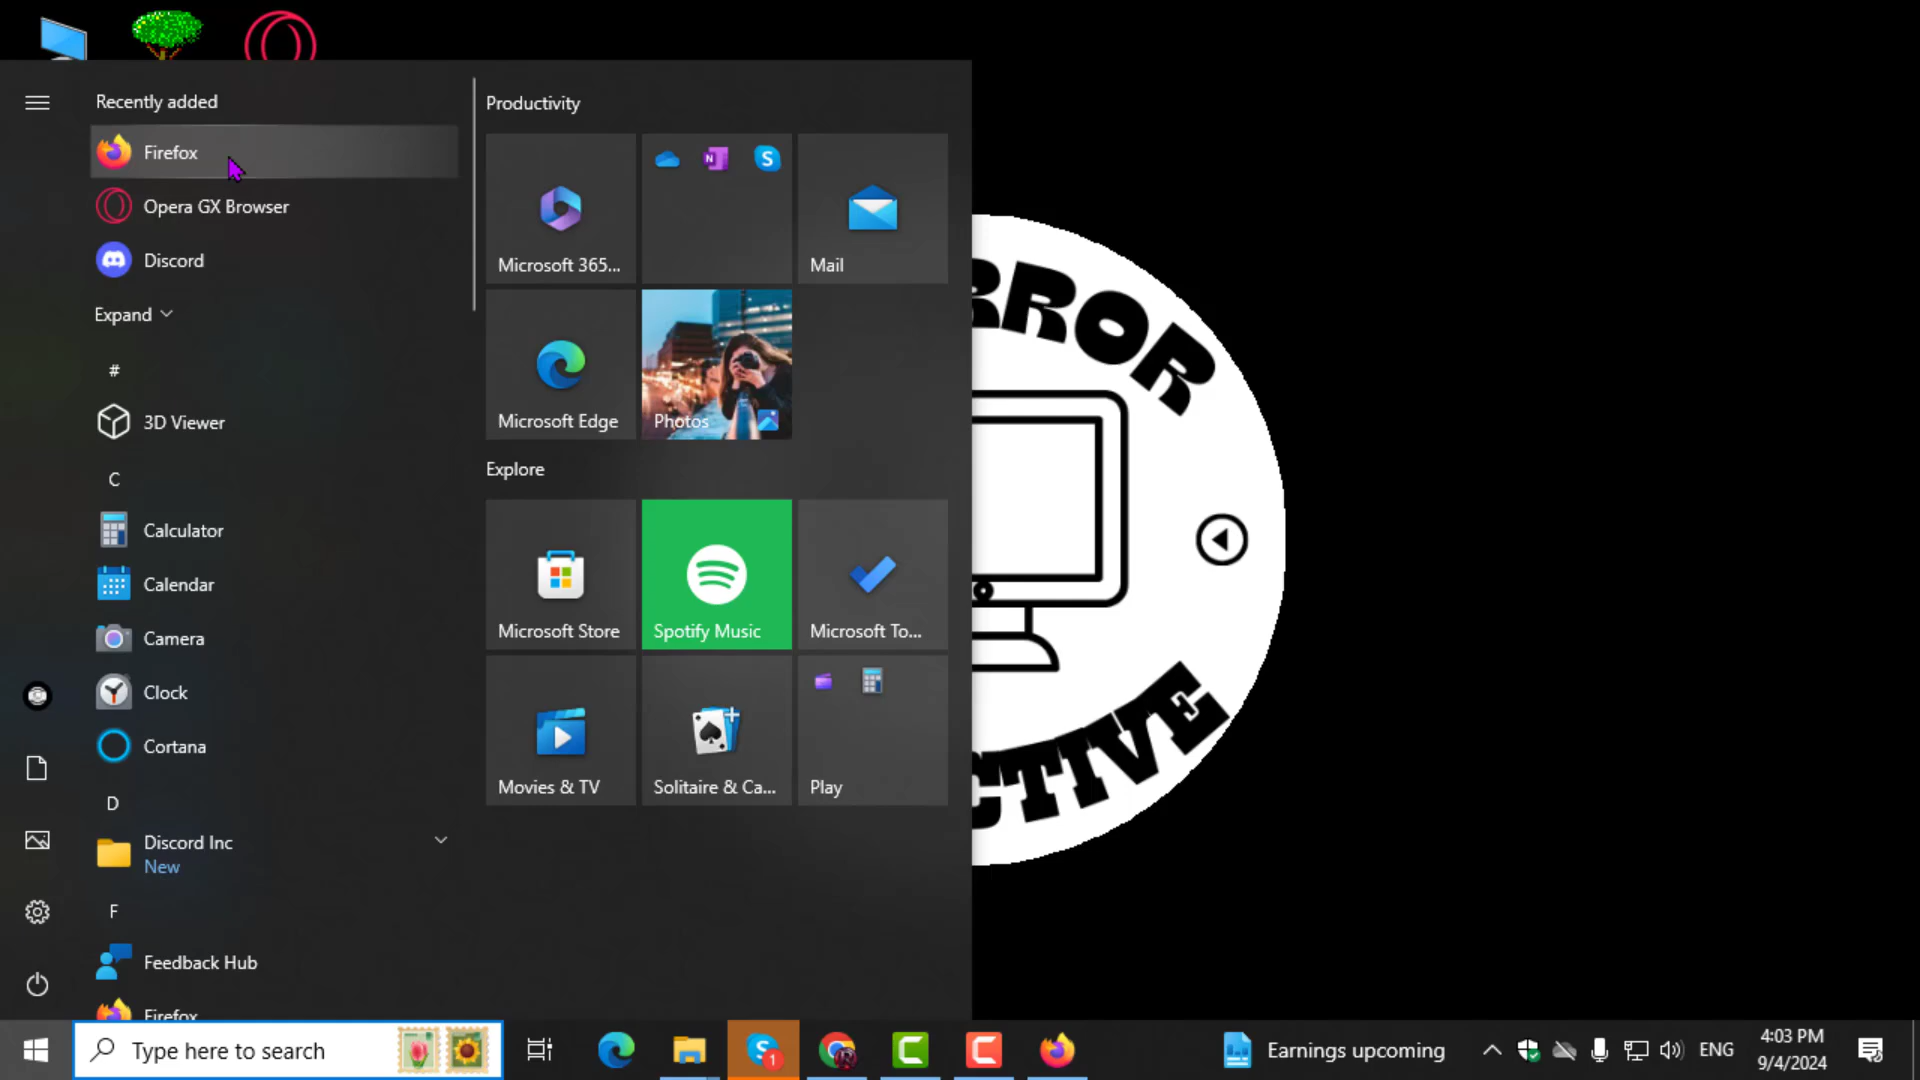 Recently added
Firefox
Opera GX Browser
Discord
Expand
#
3D Viewer
C
Calculator
Calendar
Camera
Clock
Cortana
D
Discord Inc
New
F
Feedback Hub
Firefox
Productivity
Microsoft 365...
Mail
Microsoft Edge
Photos
Explore
Microsoft Store
Spotify Music
Microsoft To...
Movies & TV
Solitaire & Ca...
Play
Type here to search
1
Earnings upcoming
ENG
4:03 PM
9/4/2024